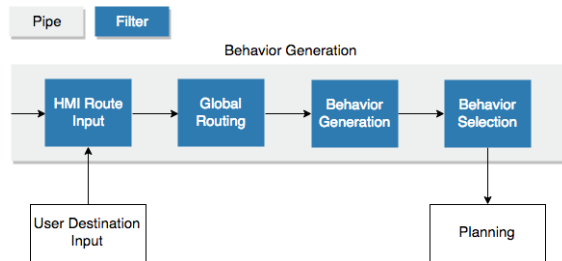 Pipe
Filter
Behavior Generation
HMI Route
Input
Global
Routing
Behavior
Generation
Behavior
Selection
User Destination
Input
Planning